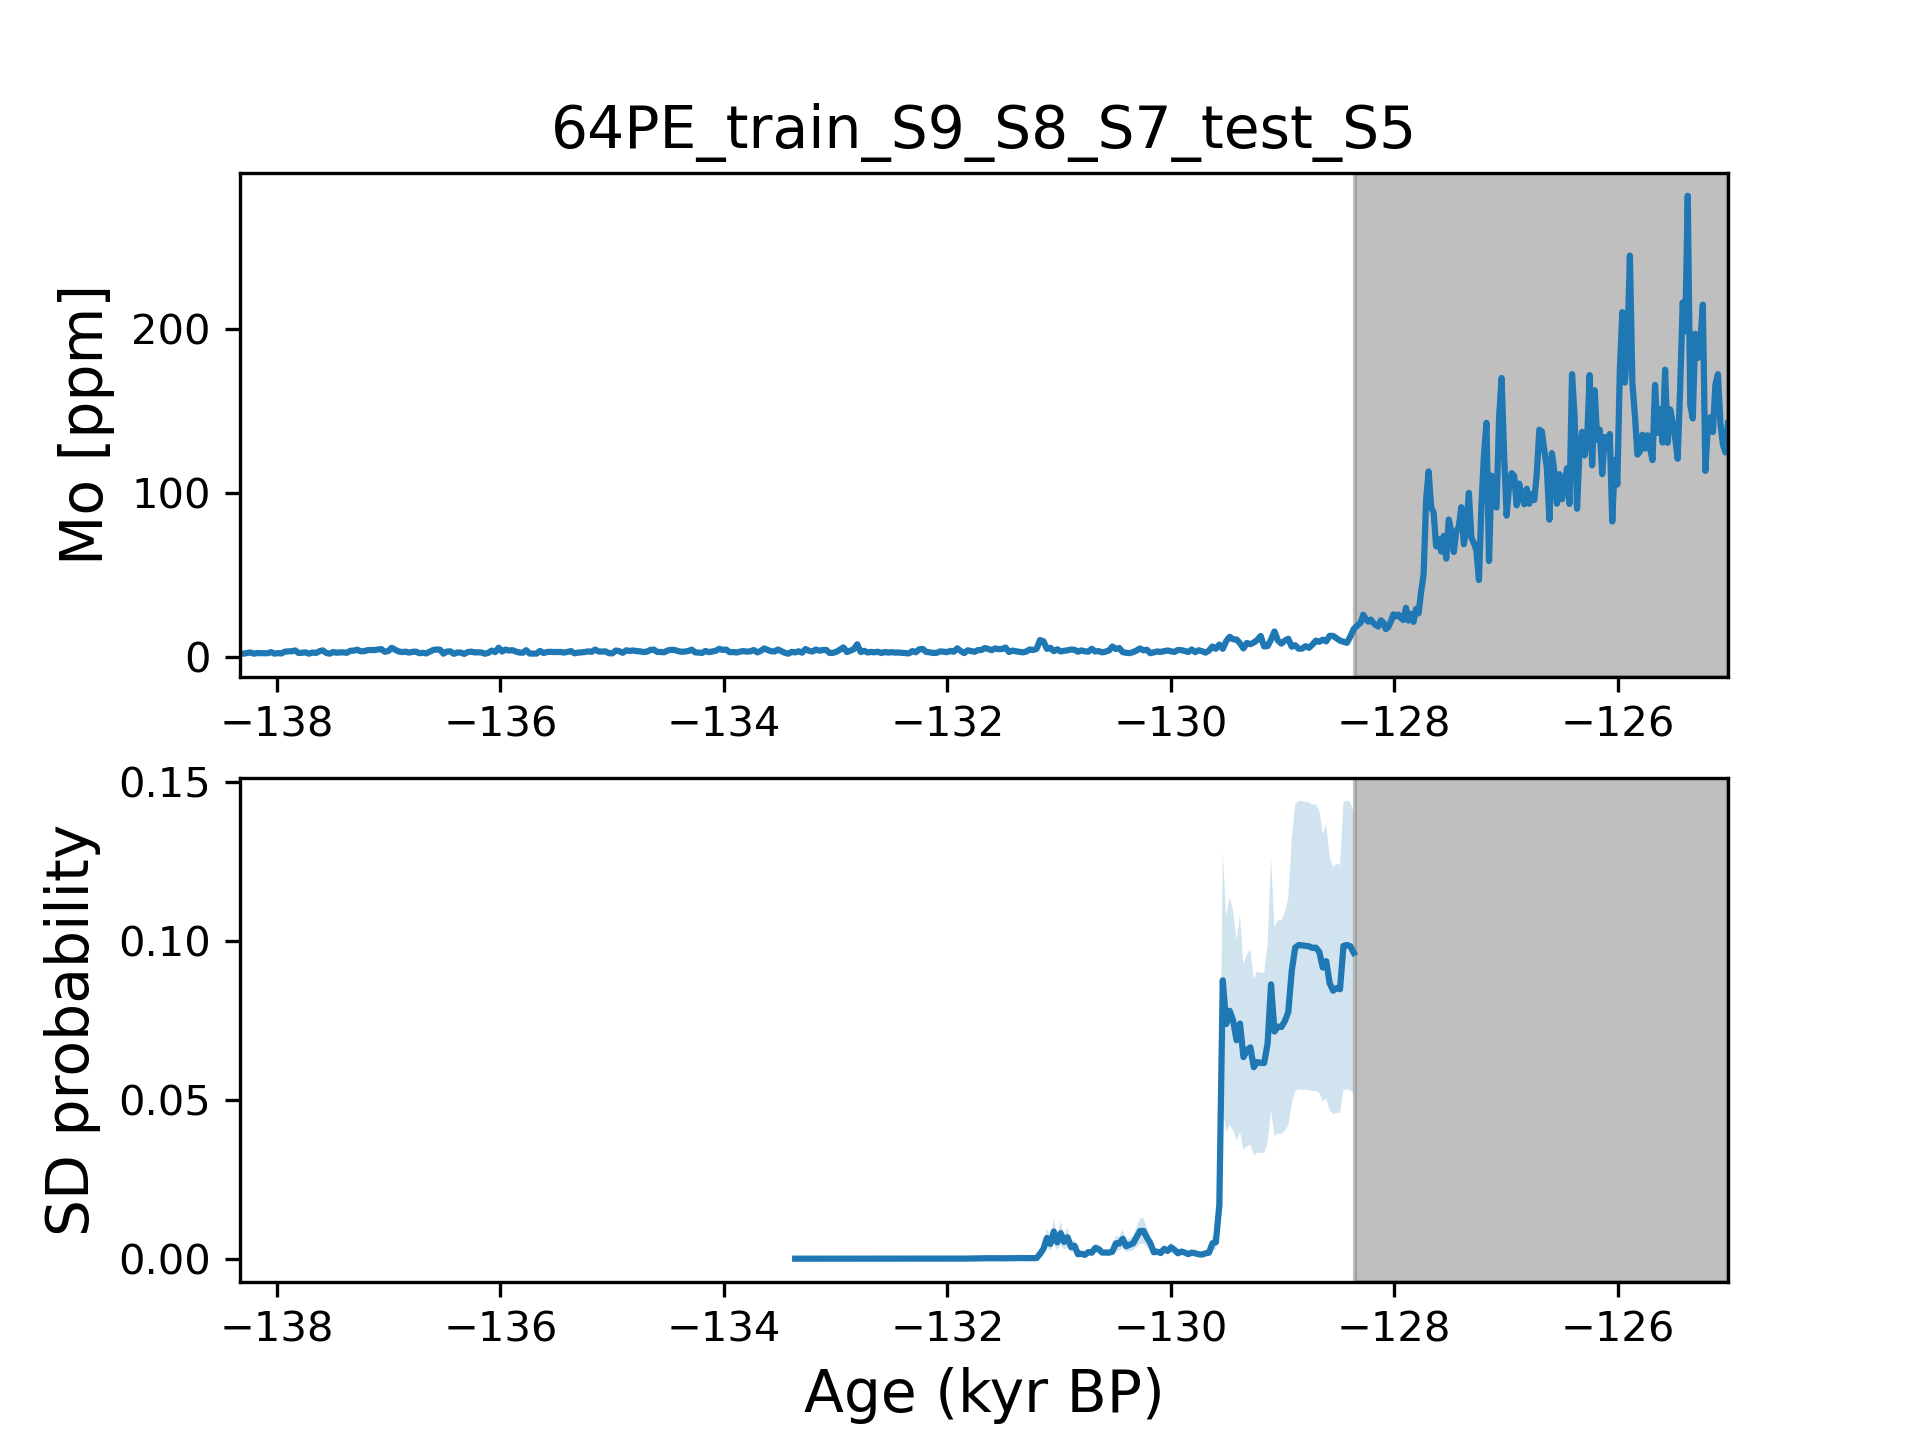 64PE_train_S9_S8_S7_test_S5
Mo [ppm]
200
100
0
−138 −136 −134 −132 −130 −128 −126
SD probability
0.15
0.10
0.05
0.00
−138 −136 −134 −132 −130 −128 −126
Age (kyr BP)